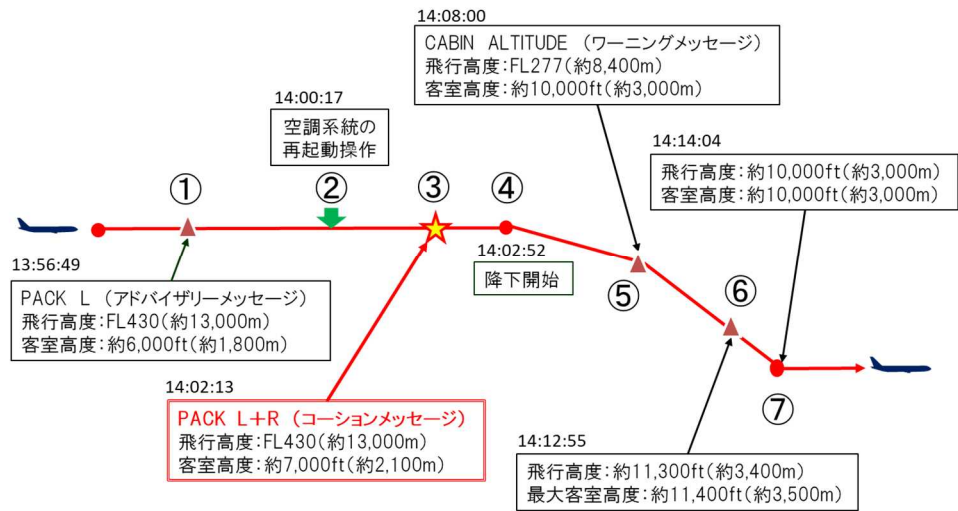 14:08:00
CABIN ALTITUDE (ワーニングメッセージ)
飛行高度:FL277(約8,400m)
客室高度:約10,000ft(約3,000m)
14:00:17
空調系統の
再起動操作
14:14:04
飛行高度:約10,000ft(約3,000m)
客室高度:約10,000ft(約3,000m)
①
②
③
④
13:56:49
PACK L (アドバイザリーメッセージ)
飛行高度:FL430(約13,000m)
客室高度:約6,000ft(約1,800m)
14:02:52
降下開始
⑤
⑥
⑦
14:02:13
PACK L+R (コーションメッセージ)
飛行高度:FL430(約13,000m)
客室高度:約7,000ft(約2,100m)
14:12:55
飛行高度:約11,300ft(約3,400m)
最大客室高度:約11,400ft(約3,500m)